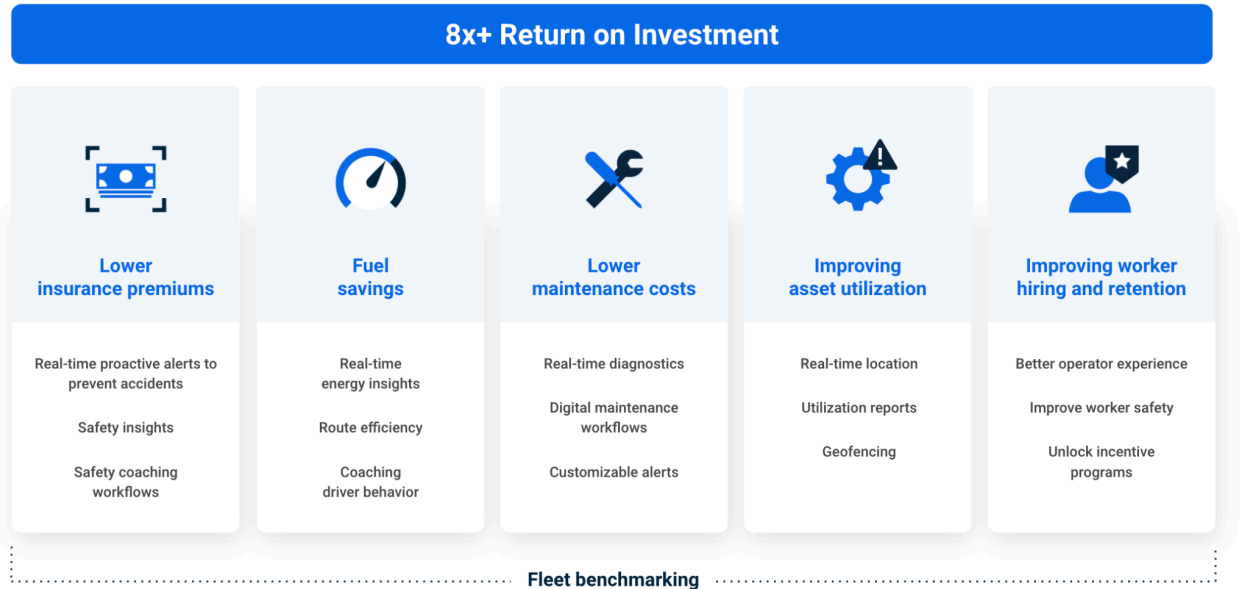 8x+ Return on Investment
Lower
insurance premiums
Real-time proactive alerts to
prevent accidents
Safety insights
Safety coaching
workflows
Fuel
savings
Real-time
energy insights
Route efficiency
Coaching
driver behavior
Lower
maintenance costs
Real-time diagnostics
Digital maintenance
workflows
Customizable alerts
Improving
asset utilization
Real-time location
Utilization reports
Geofencing
Improving worker
hiring and retention
Better operator experience
Improve worker safety
Unlock incentive
programs
Fleet benchmarking